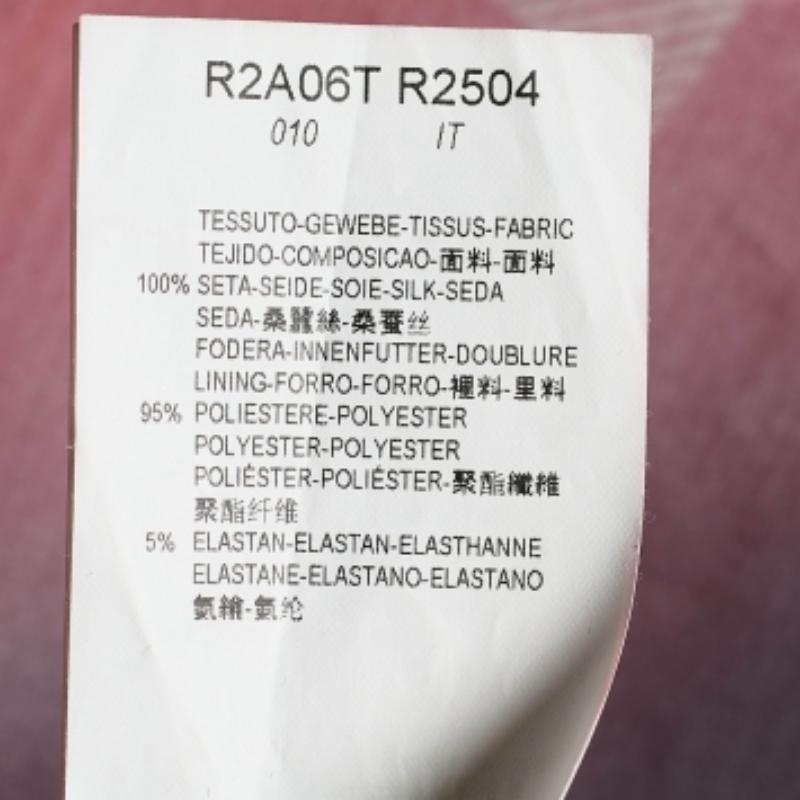 R2A06T R2504
010 IT
TESSUTO-GEWEBE-TISSUS-FABRIC
TEJIDO-COMPOSICAO-面料-面料
100% SETA-SEIDE-SOIE-SILK-SEDA
SEDA-桑蠶絲-桑蚕丝
FODERA-INNENFUTTER-DOUBLURE
LINING-FORRO-FORRO-裡料-里料
95% POLIESTERE-POLYESTER
POLYESTER-POLYESTER
POLIÉSTER-POLIÉSTER-聚酯纖維
聚酯纤维
5% ELASTAN-ELASTAN-ELASTHANNE
ELASTANE-ELASTANO-ELASTANO
氨綸-氨纶